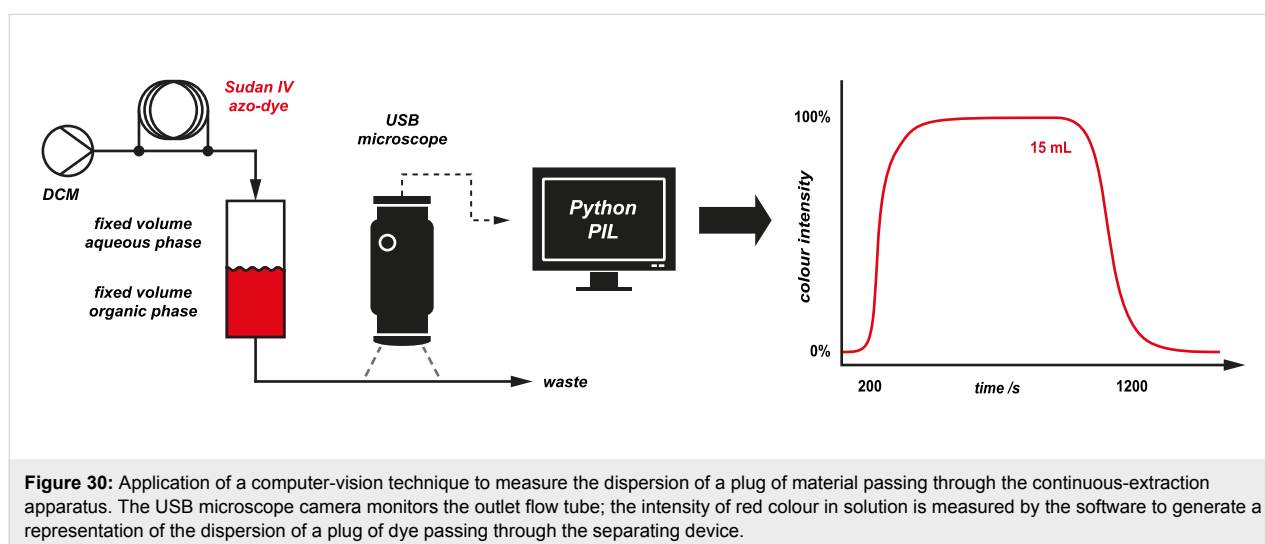 Sudan IV
azo-dye
DCM
fixed volume
aqueous phase
fixed volume
organic phase
USB
microscope
Python
PIL
waste
colour intensity
100%
0%
15 mL
200
time /s
1200
Figure 30: Application of a computer-vision technique to measure the dispersion of a plug of material passing through the continuous-extraction
apparatus. The USB microscope camera monitors the outlet flow tube; the intensity of red colour in solution is measured by the software to generate a
representation of the dispersion of a plug of dye passing through the separating device.